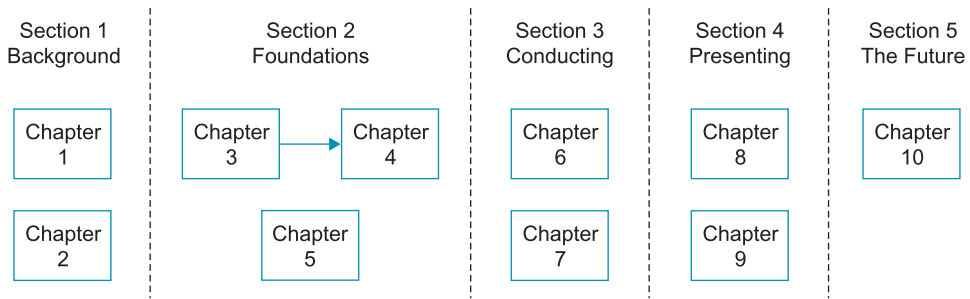 Section 1
Background
Section 2
Foundations
Section 3
Conducting
Section 4
Presenting
Section 5
The Future
Chapter
1
Chapter
3
Chapter
4
Chapter
6
Chapter
8
Chapter
10
Chapter
2
Chapter
5
Chapter
7
Chapter
9